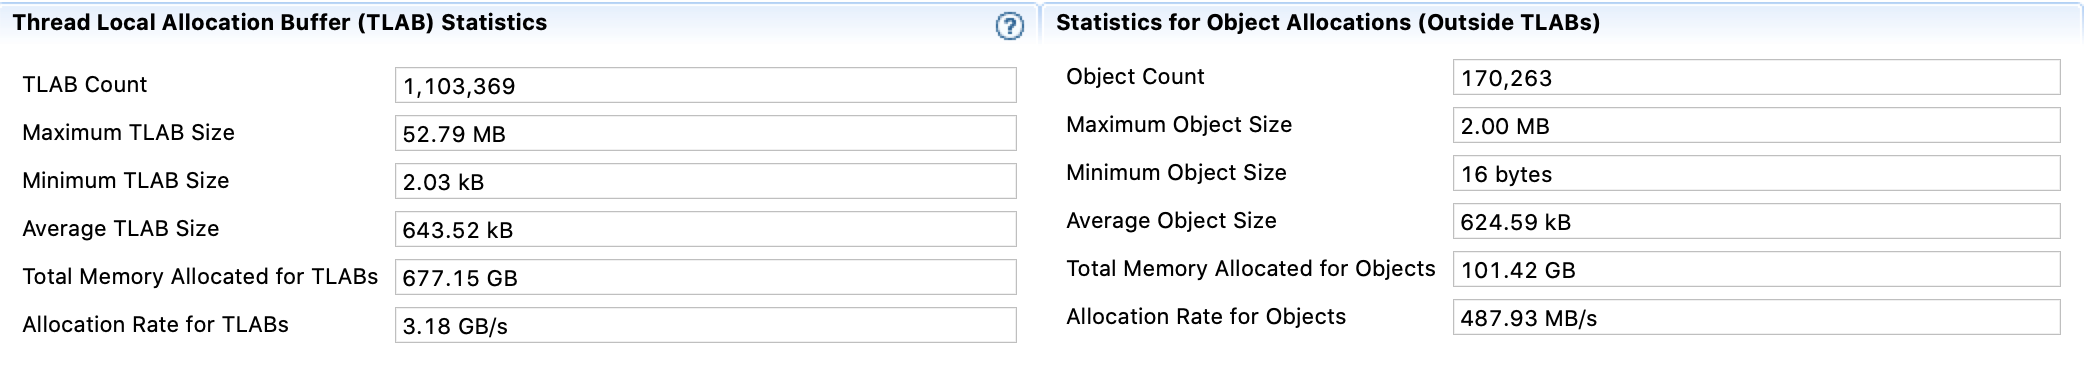 Thread Local Allocation Buffer (TLAB) Statistics
?
TLAB Count 1,103,369
Maximum TLAB Size 52.79 MB
Minimum TLAB Size 2.03 kB
Average TLAB Size 643.52 kB
Total Memory Allocated for TLABs 677.15 GB
Allocation Rate for TLABs 3.18 GB/s
Statistics for Object Allocations (Outside TLABs)
Object Count 170,263
Maximum Object Size 2.00 MB
Minimum Object Size 16 bytes
Average Object Size 624.59 kB
Total Memory Allocated for Objects 101.42 GB
Allocation Rate for Objects 487.93 MB/s